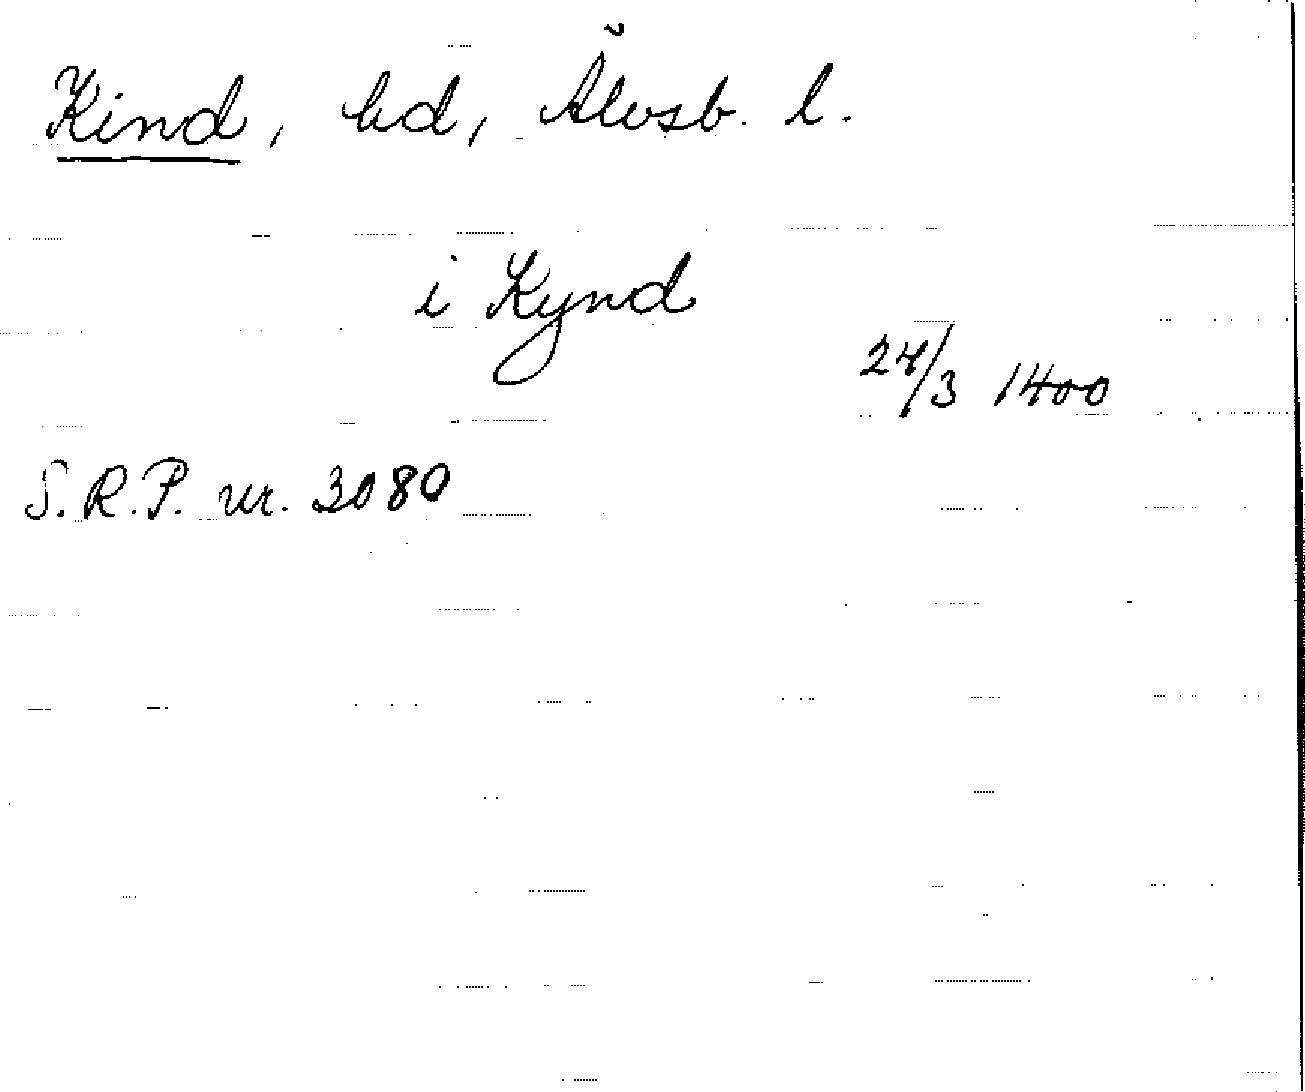 Kind, hd, Älvsb. l.
i Kynd
24/3 1400
S.R.P. nr. 3080